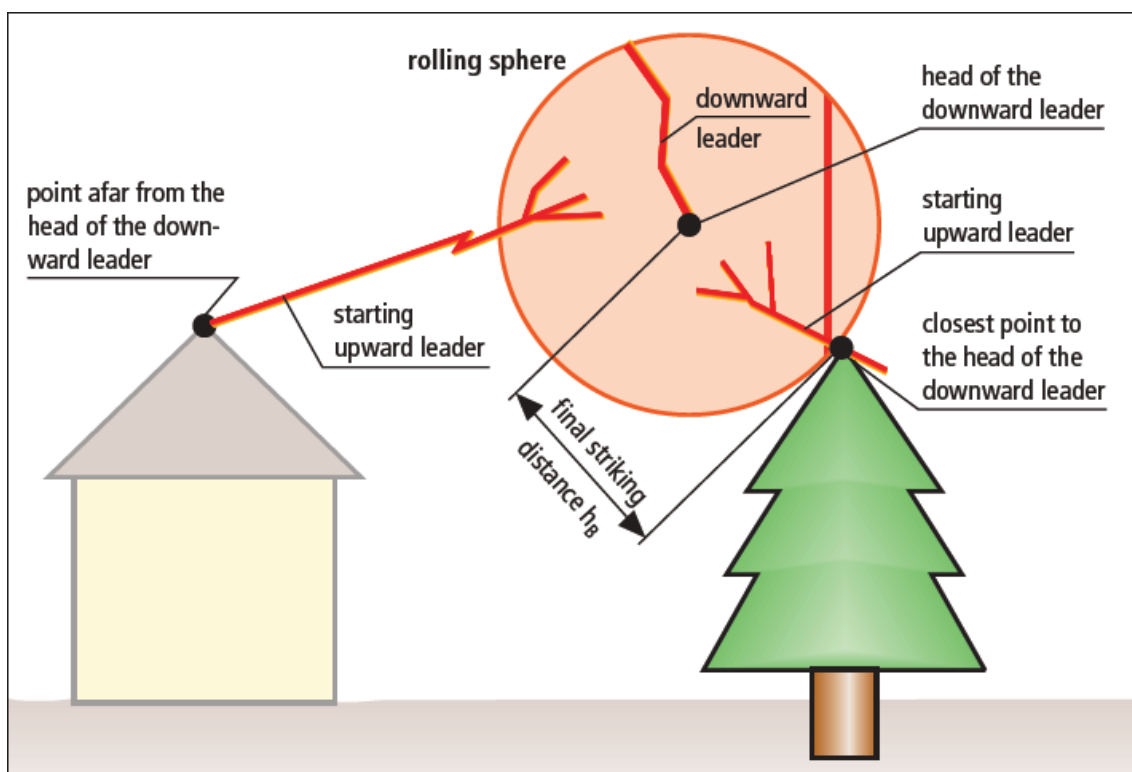 rolling sphere
downward
leader
head of the
downward leader
point afar from the
head of the down-
ward leader
starting
upward leader
starting
upward leader
closest point to
the head of the
downward leader
final striking
distance hB